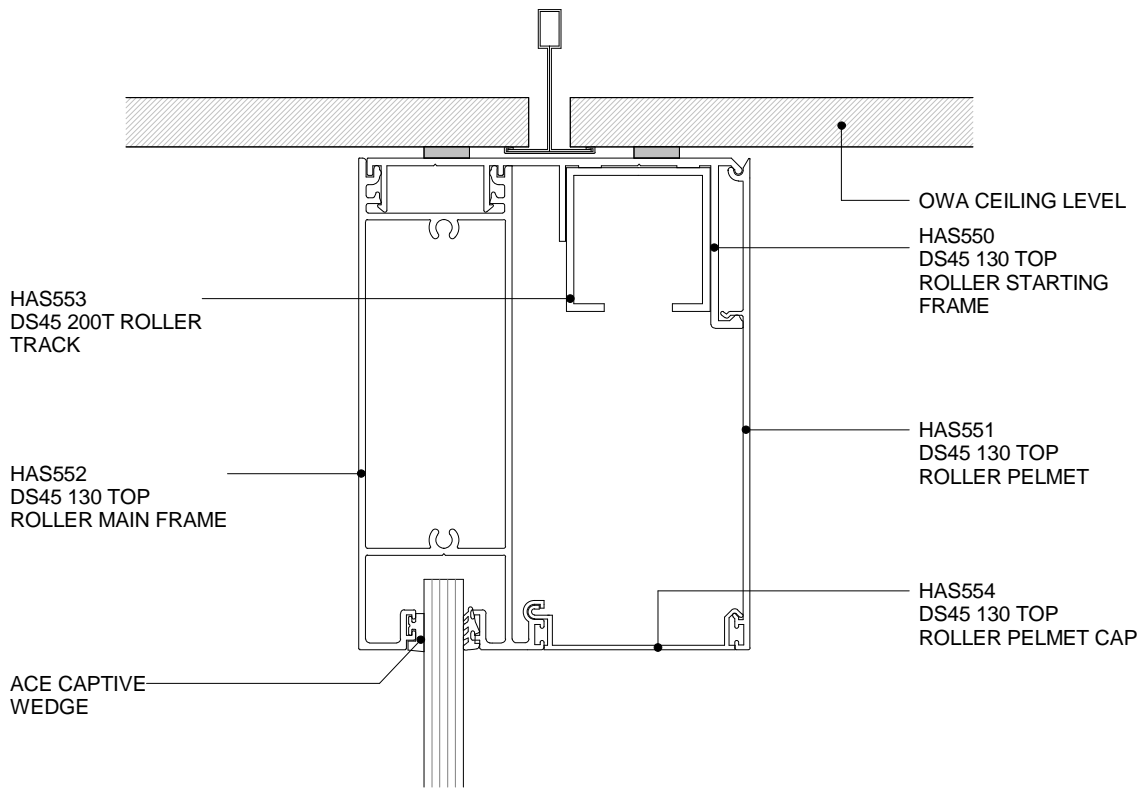 OWA CEILING LEVEL
HAS550
DS45 130 TOP
ROLLER STARTING
FRAME
HAS553
DS45 200T ROLLER
TRACK
HAS551
DS45 130 TOP
ROLLER PELMET
HAS552
DS45 130 TOP
ROLLER MAIN FRAME
HAS554
DS45 130 TOP
ROLLER PELMET CAP
ACE CAPTIVE
WEDGE